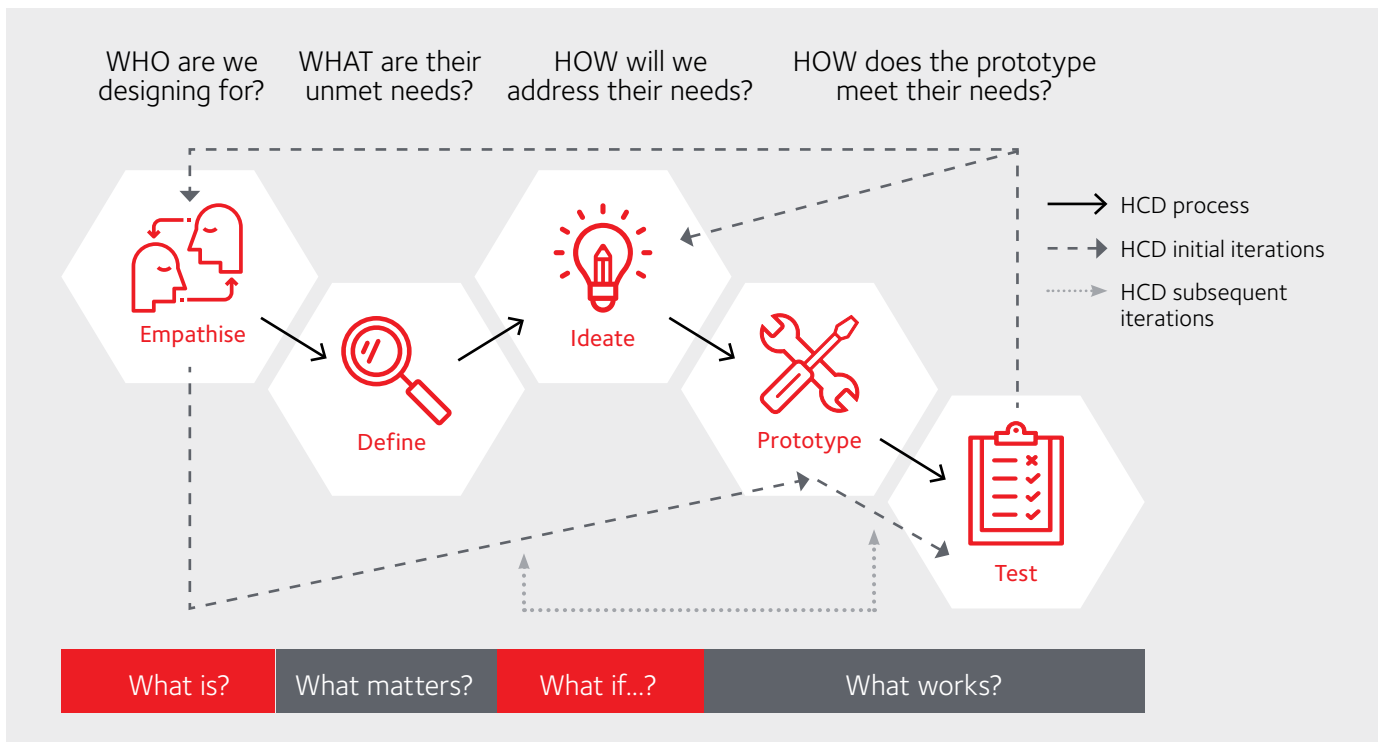 WHO are we
designing for?
WHAT are their
unmet needs?
HOW will we
address their needs?
HOW does the prototype
meet their needs?
HCD process
HCD initial iterations
HCD subsequent
iterations
Empathise
Define
Ideate
Prototype
Test
What is?
What matters?
What if...?
What works?